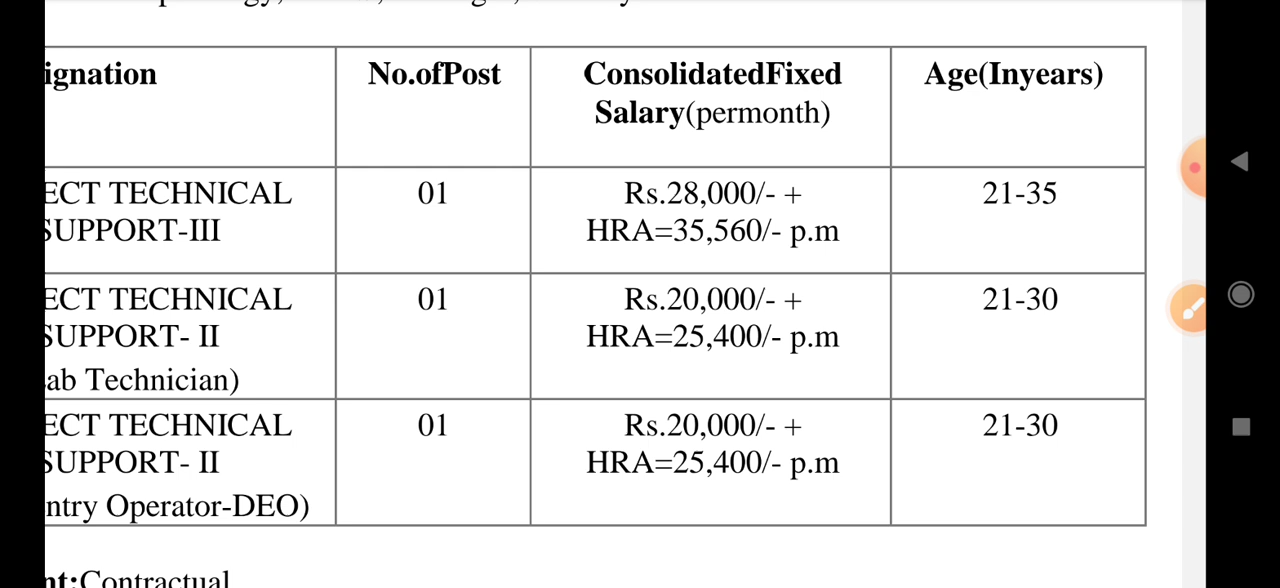 ignation No.ofPost ConsolidatedFixed Age(Inyears)
Salary(permonth)
ECT TECHNICAL 01 Rs.28,000/- + 21-35
SUPPORT-III HRA=35,560/- p.m
ECT TECHNICAL 01 Rs.20,000/- + 21-30
SUPPORT- II HRA=25,400/- p.m
ab Technician)
ECT TECHNICAL 01 Rs.20,000/- + 21-30
SUPPORT- II HRA=25,400/- p.m
ntry Operator-DEO)
nt:Contractual